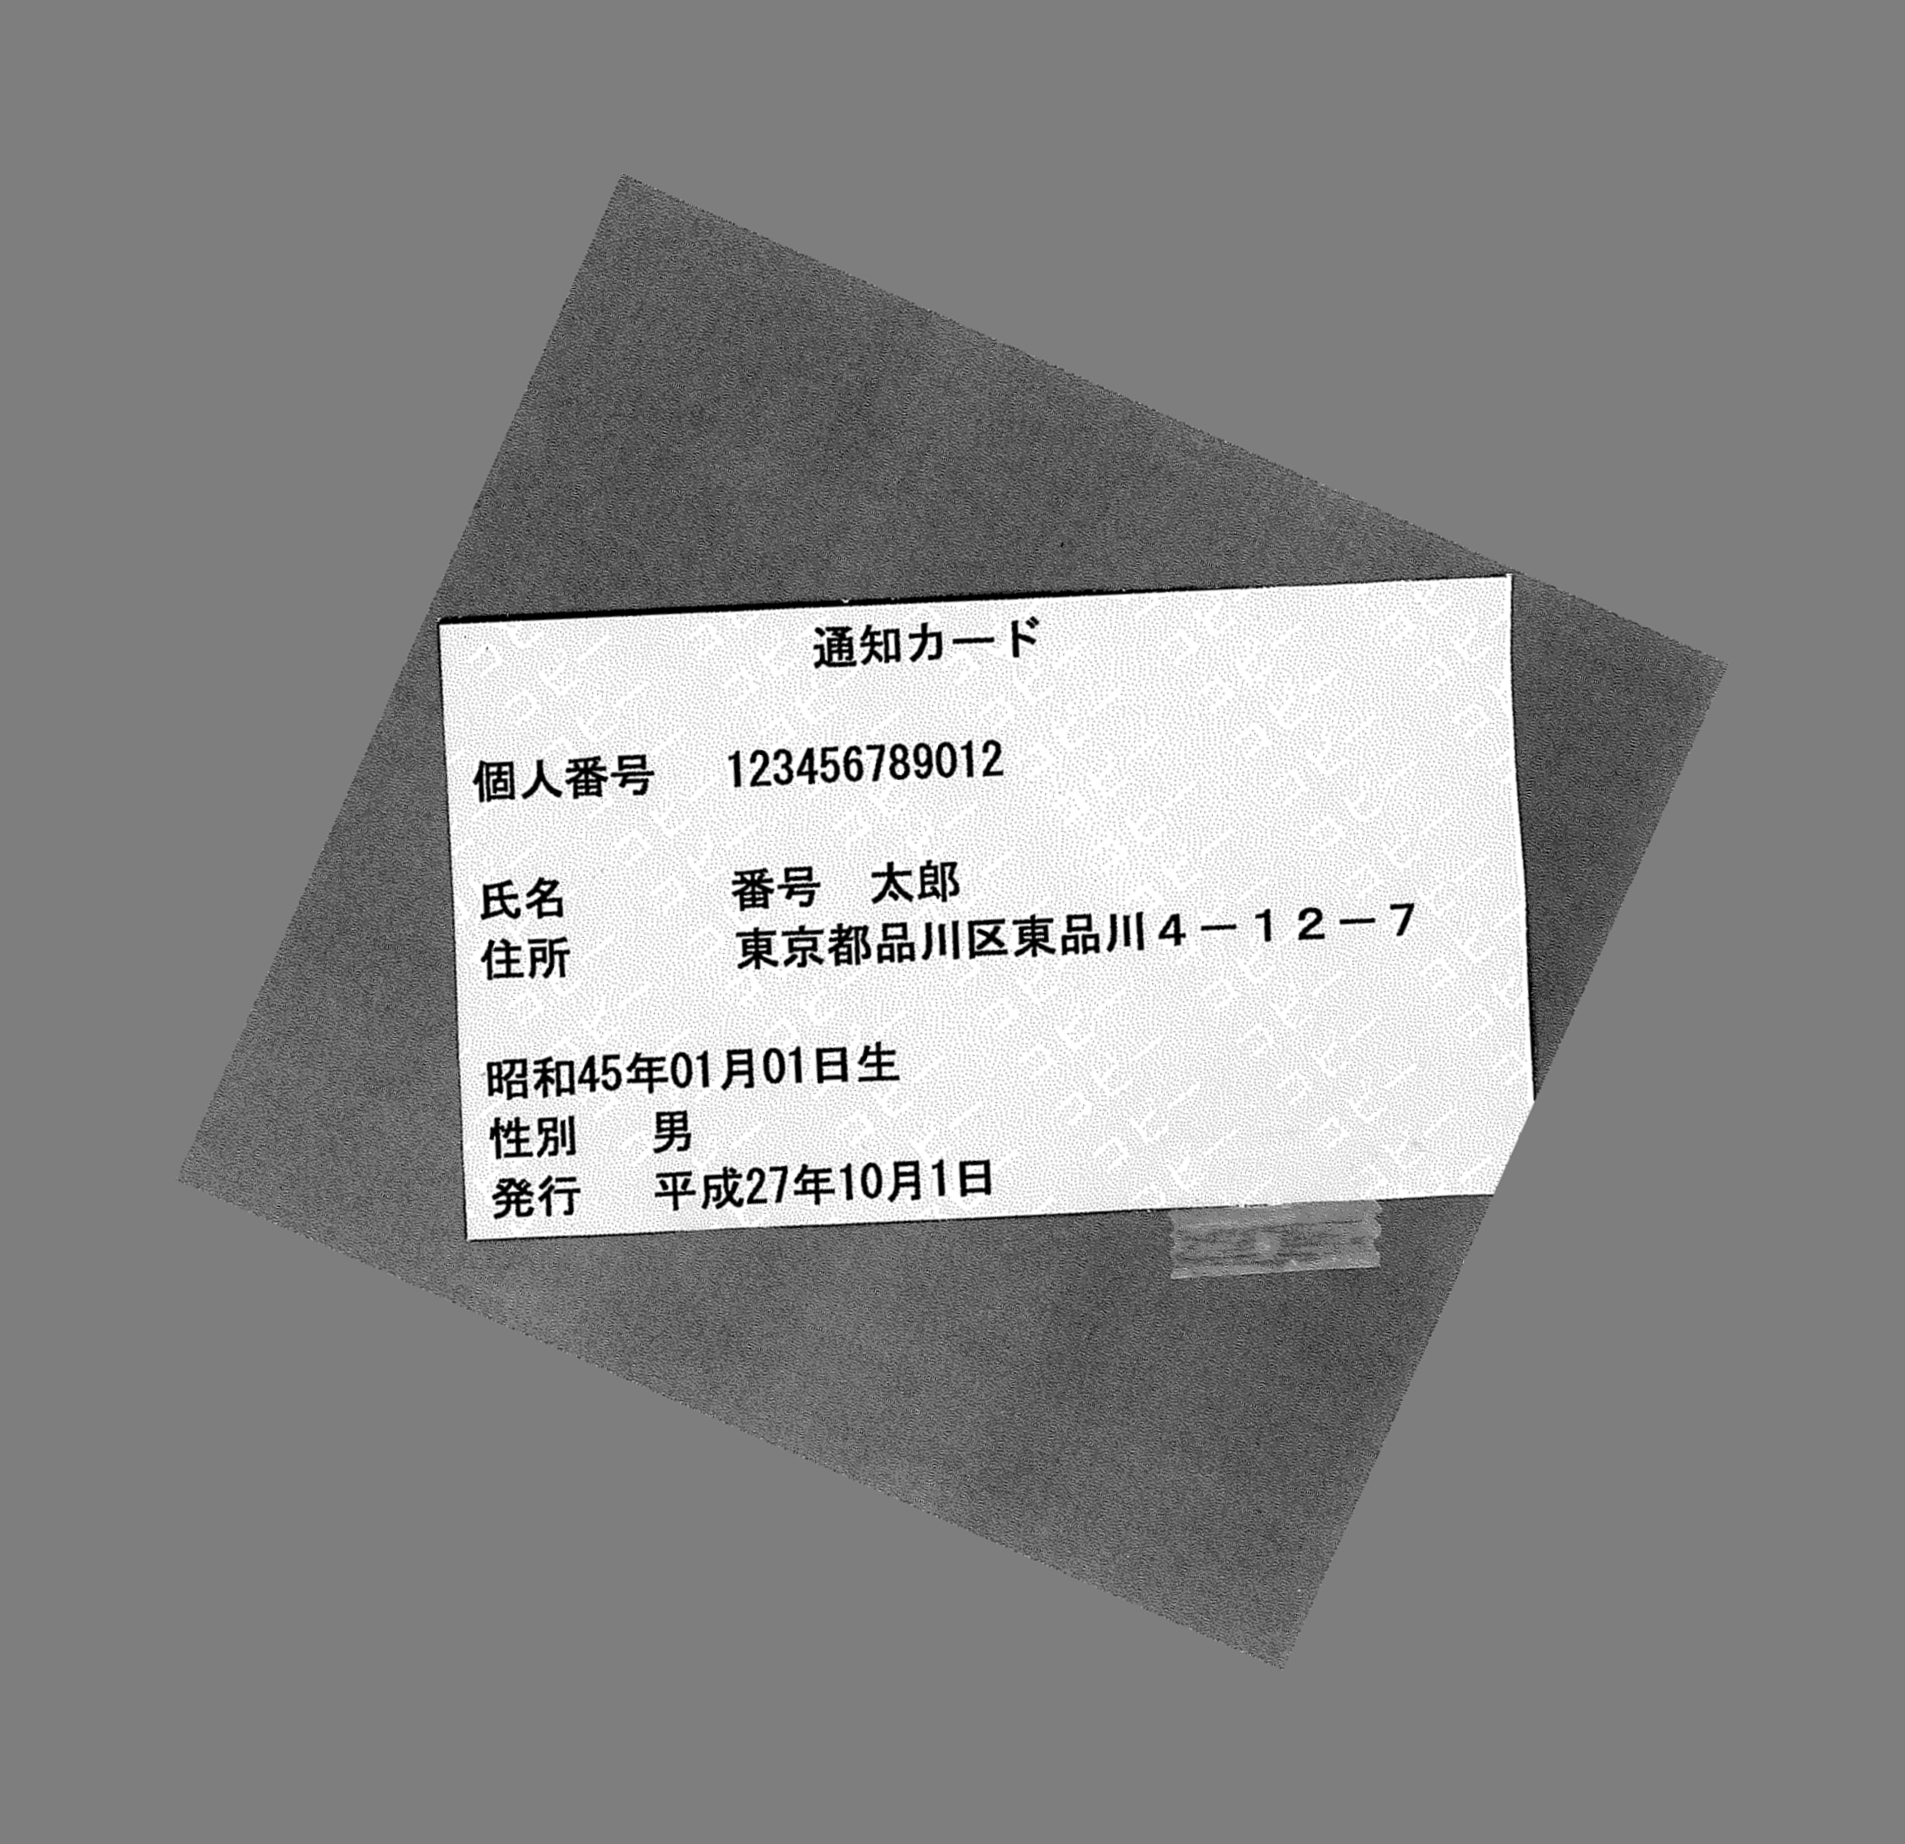 通知カード
個人番号 123456789012
氏名 番号 太郎
住所 東京都品川区東品川４－１２－７
昭和45年01月01日生
性別 男
発行 平成27年10月1日